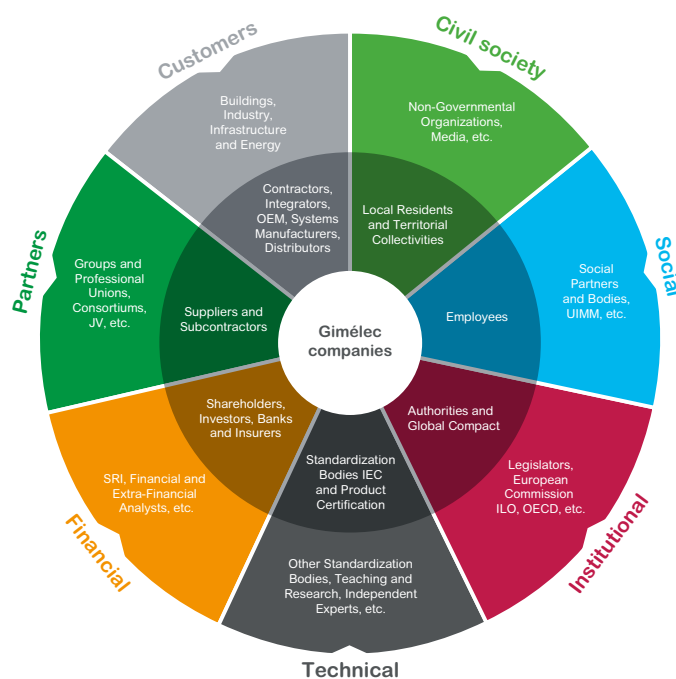 Customers
Civil society
Buildings,
Industry,
Infrastructure
and Energy
Non-Governmental
Organizations,
Media, etc.
Contractors,
Integrators,
OEM, Systems
Manufacturers,
Distributors
Local Residents
and Territorial
Collectivities
Partners
Social
Groups and
Professional
Unions,
Consortiums,
JV, etc.
Suppliers and
Subcontractors
Gimélec
companies
Employees
Social
Partners
and Bodies,
UIMM, etc.
Shareholders,
Investors, Banks
and Insurers
Authorities and
Global Compact
Standardization
Bodies IEC
and Product
Certification
SRI, Financial and
Extra-Financial
Analysts, etc.
Legislators,
European
Commission
ILO, OECD, etc.
Financial
Institutional
Other Standardization
Bodies, Teaching and
Research, Independent
Experts, etc.
Technical